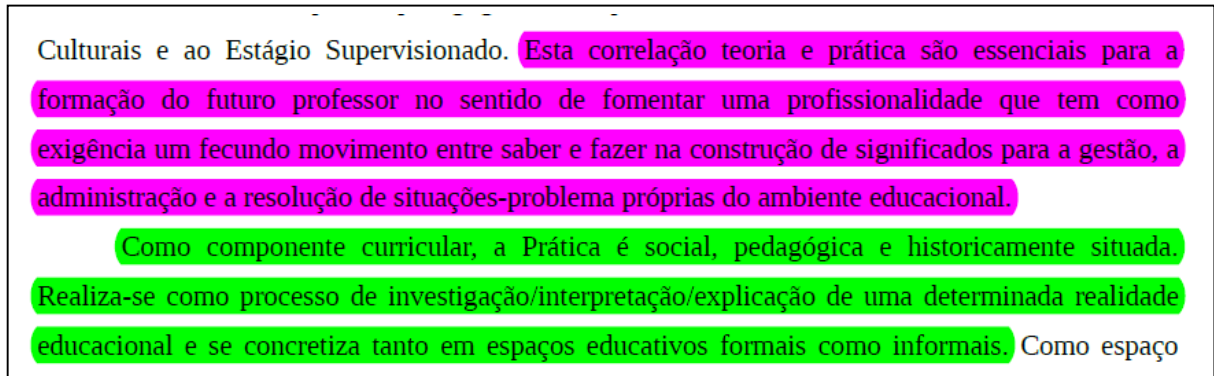 Culturais e ao Estágio Supervisionado. Esta correlação teoria e prática são essenciais para a
formação do futuro professor no sentido de fomentar uma profissionalidade que tem como
exigência um fecundo movimento entre saber e fazer na construção de significados para a gestão, a
administração e a resolução de situações-problema próprias do ambiente educacional.
Como componente curricular, a Prática é social, pedagógica e historicamente situada.
Realiza-se como processo de investigação/interpretação/explicação de uma determinada realidade
educacional e se concretiza tanto em espaços educativos formais como informais. Como espaço